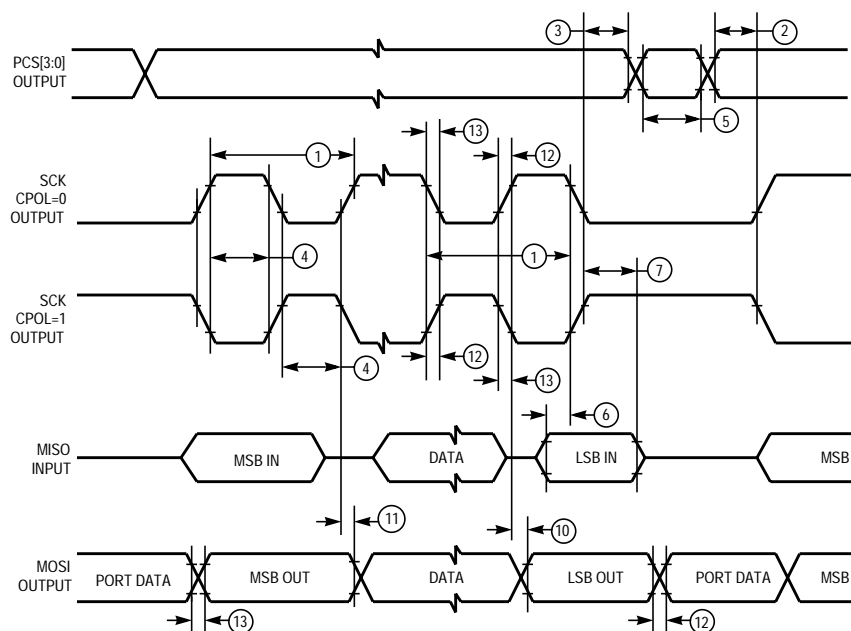 3
2
PCS[3:0]
OUTPUT
5
13
12
1
SCK
CPOL=0
OUTPUT
4
1
7
SCK
CPOL=1
OUTPUT
12
4
13
6
MISO
INPUT
MSB IN
DATA
LSB IN
MSB
11
10
MOSI
OUTPUT
PORT DATA
MSB OUT
DATA
LSB OUT
PORT DATA
MSB
13
12